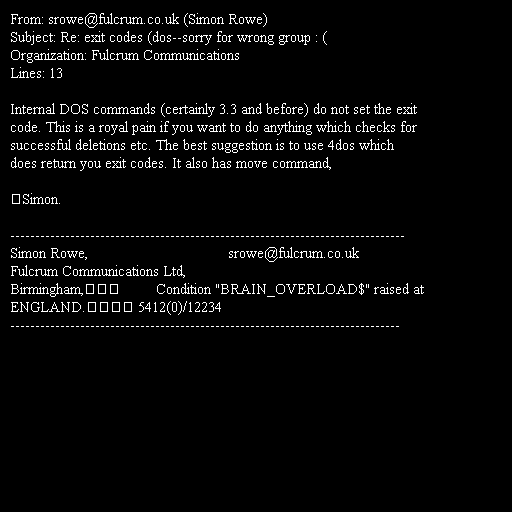 From: srowe@fulcrum.co.uk (Simon Rowe)
Subject: Re: exit codes (dos--sorry for wrong group : (
Organization: Fulcrum Communications
Lines: 13

Internal DOS commands (certainly 3.3 and before) do not set the exit
code. This is a royal pain if you want to do anything which checks for
successful deletions etc. The best suggestion is to use 4dos which
does return you exit codes. It also has move command,

□Simon.

-------------------------------------------------------------------------------
Simon Rowe, srowe@fulcrum.co.uk
Fulcrum Communications Ltd,
Birmingham,□□□ Condition "BRAIN_OVERLOAD$" raised at
ENGLAND.□□□□ 5412(0)/12234
------------------------------------------------------------------------------